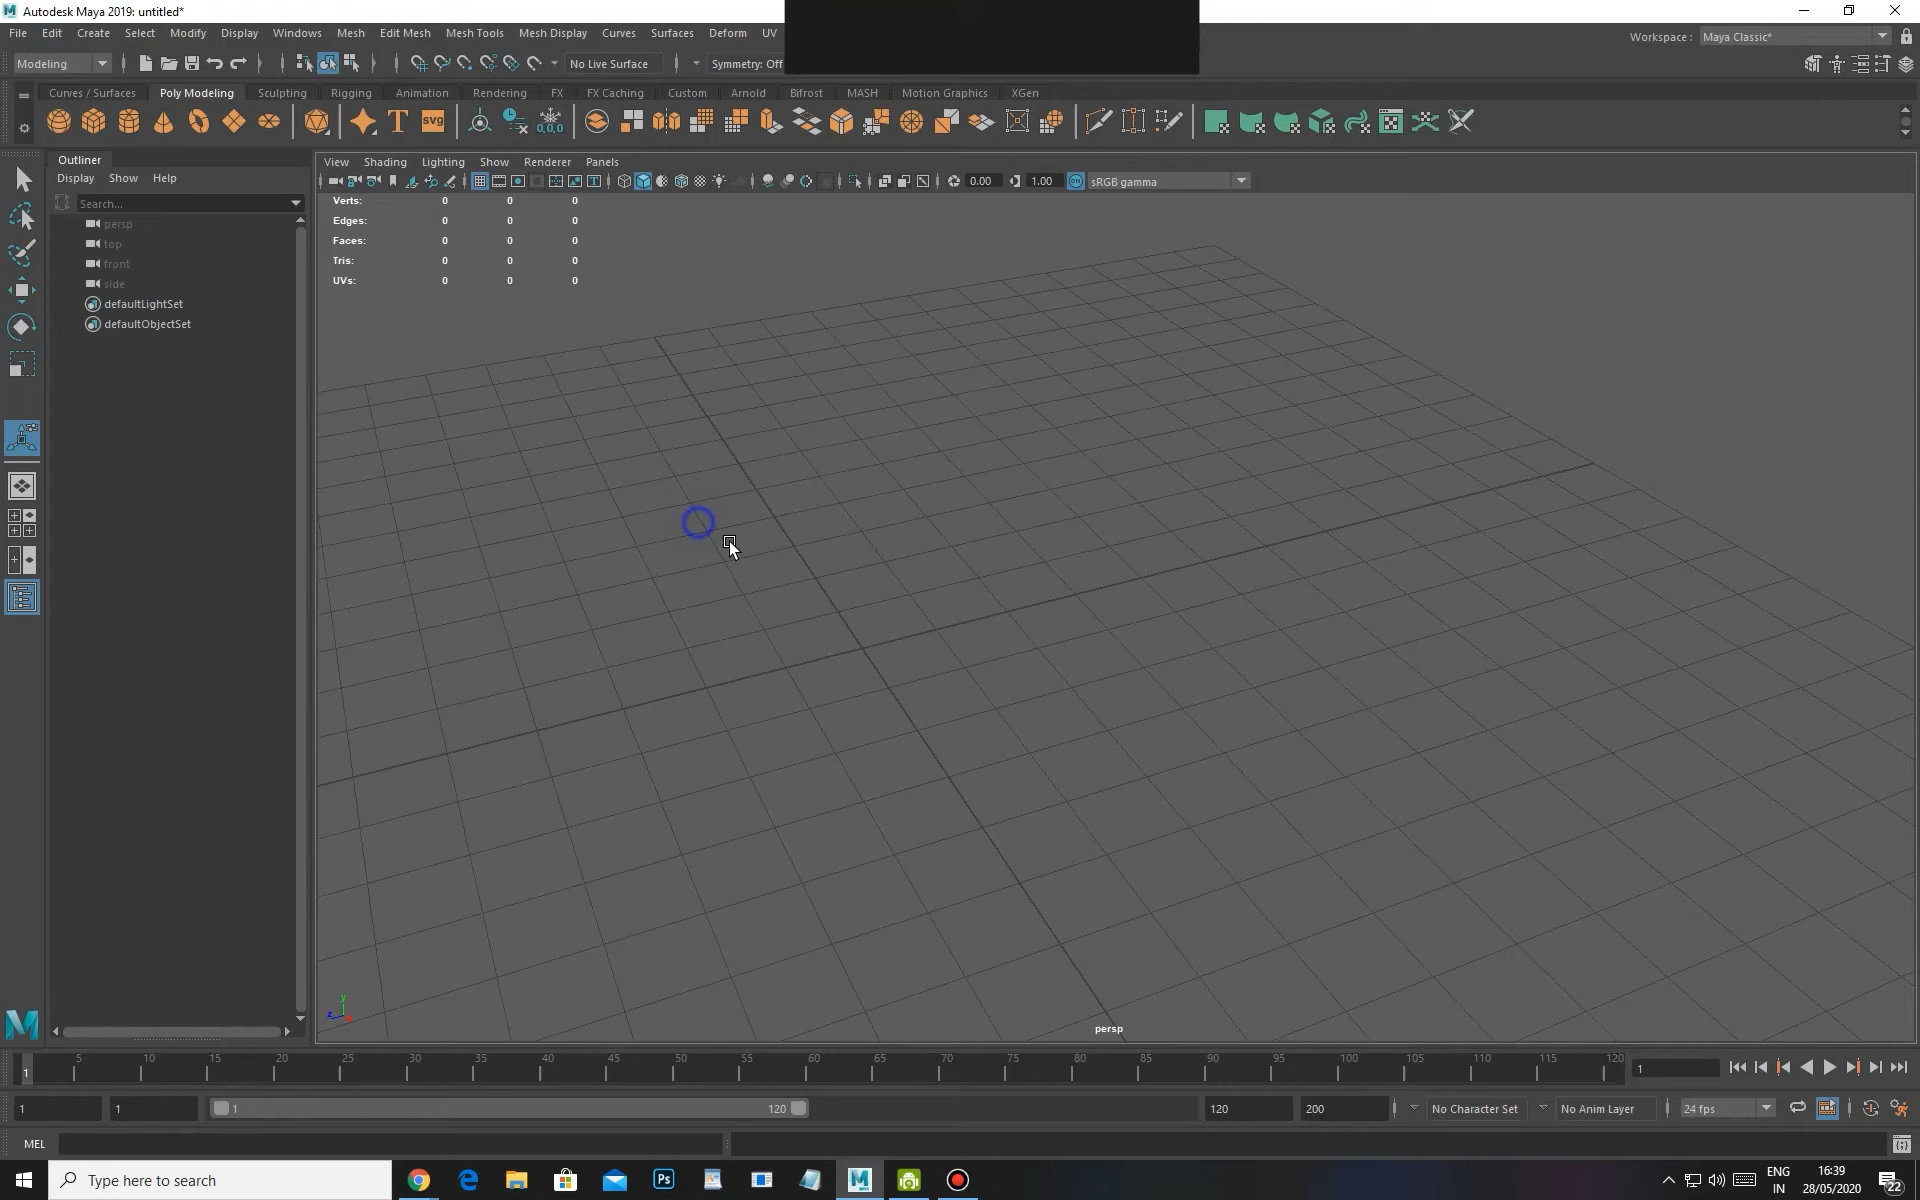 Autodesk Maya 2019: untitled*
File Edit Create Select Modify Display Windows Mesh Edit Mesh Mesh Tools Mesh Display Curves Surfaces Deform UV
Workspace : Maya Classic*
Modeling No Live Surface Symmetry: Off
Curves / Surfaces Poly Modeling Sculpting Rigging Animation Rendering FX FX Caching Custom Arnold Bifrost MASH Motion Graphics XGen
T SVG 0,0,0
Outliner
Display Show Help
Search...
persp
top
front
side
defaultLightSet
defaultObjectSet
View Shading Lighting Show Renderer Panels
0.00 1.00 ON sRGB gamma
Verts: 0 0 0
Edges: 0 0 0
Faces: 0 0 0
Tris: 0 0 0
UVs: 0 0 0
y
z
persp
5 10 15 20 25 30 35 40 45 50 55 60 65 70 75 80 85 90 95 100 105 110 115 120
1 1
1 1 1 120 120 200 No Character Set No Anim Layer 24 fps
MEL
Type here to search
Ps
ENG
IN
16:39
28/05/2020
22